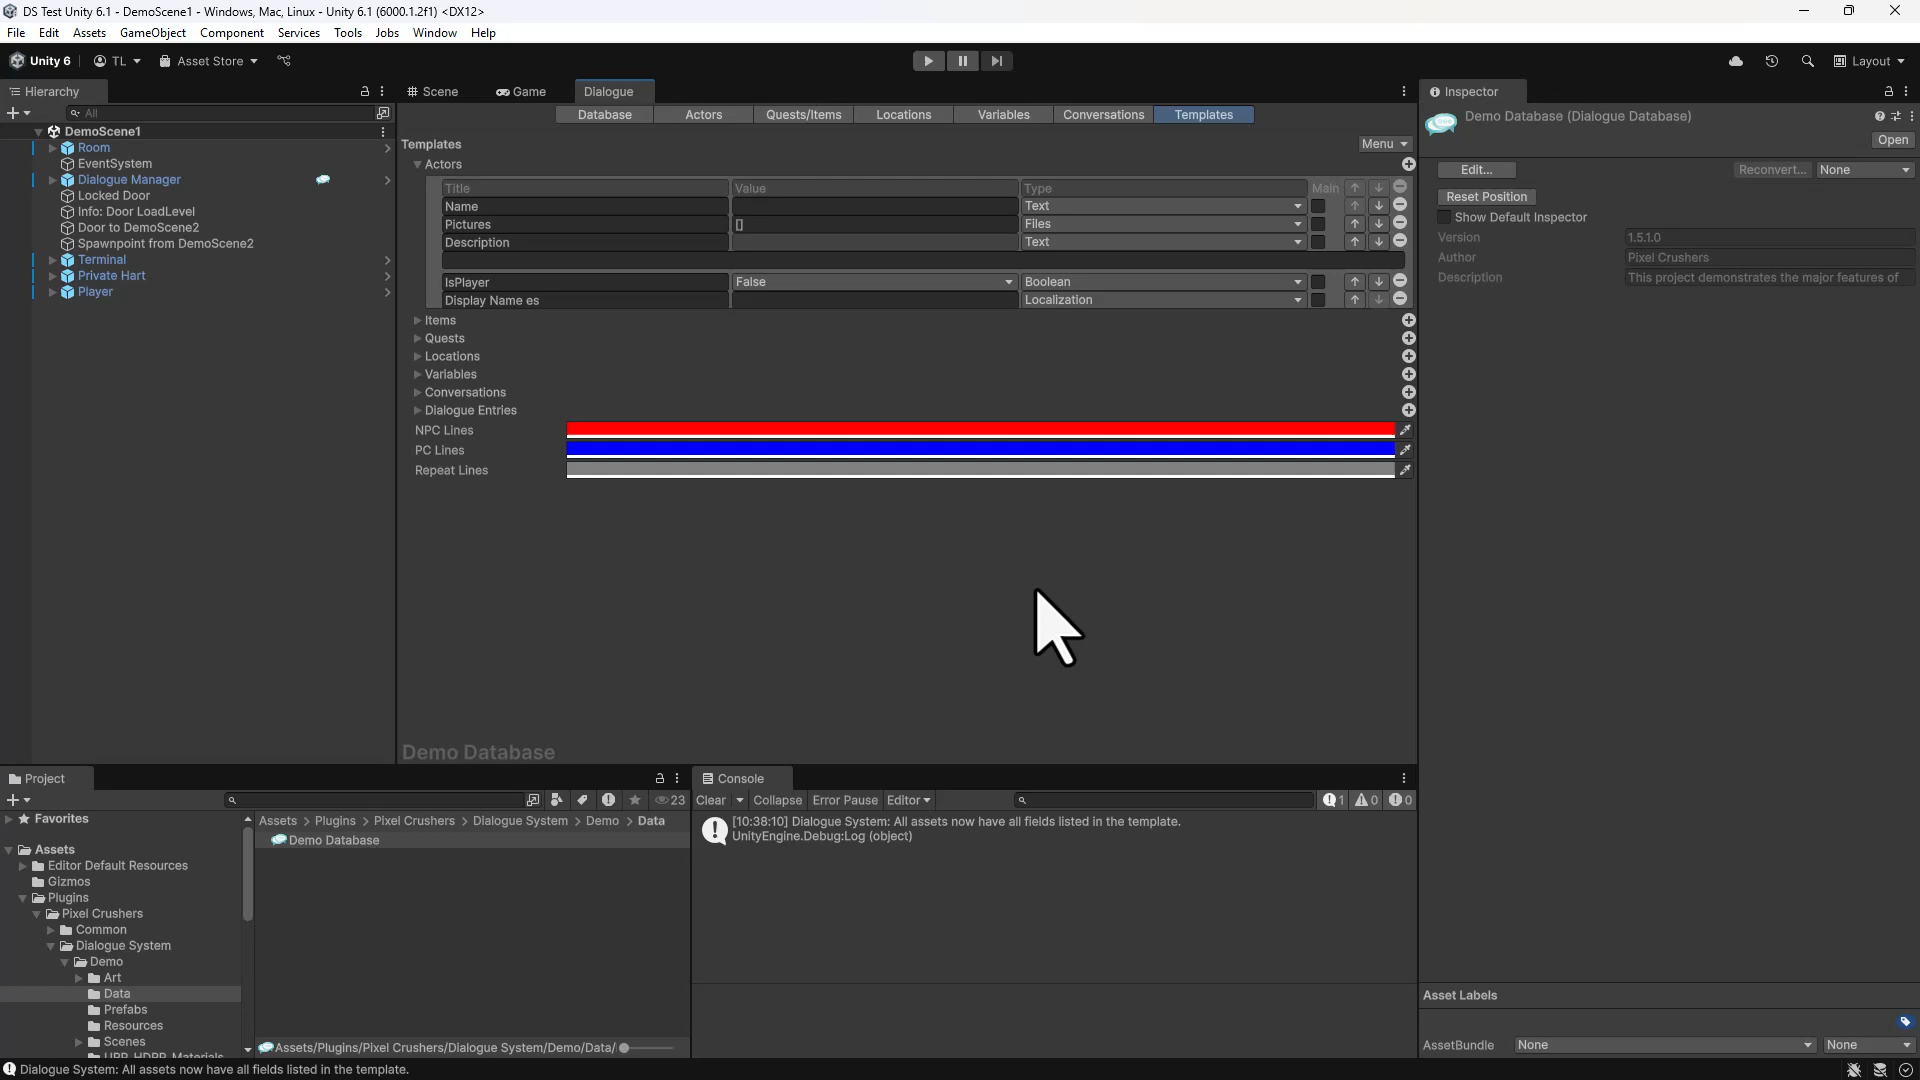 DS Test Unity 6.1 - DemoScene1 - Windows, Mac, Linux - Unity 6.1 (6000.1.2f1) <DX12>
File Edit Assets GameObject Component Services Tools Jobs Window Help
Unity 6 TL Asset Store Layout
Hierarchy
All
DemoScene1
Room
EventSystem
Dialogue Manager
Locked Door
Info: Door LoadLevel
Door to DemoScene2
Spawnpoint from DemoScene2
Terminal
Private Hart
Player
Scene Game Dialogue
Database Actors Quests/Items Locations Variables Conversations Templates
Templates Menu
Actors
Title Value Type Main
Name Text
Pictures [] Files
Description Text
IsPlayer False Boolean
Display Name es Localization
Items
Quests
Locations
Variables
Conversations
Dialogue Entries
NPC Lines
PC Lines
Repeat Lines
Demo Database
Inspector
Demo Database (Dialogue Database)
Open
Edit... Reconvert... None
Reset Position
Show Default Inspector
Version 1.5.1.0
Author Pixel Crushers
Description This project demonstrates the major features of
Asset Labels
AssetBundle None None
Project
23
Favorites
Assets
Editor Default Resources
Gizmos
Plugins
Pixel Crushers
Common
Dialogue System
Demo
Art
Data
Prefabs
Resources
Scenes
Assets > Plugins > Pixel Crushers > Dialogue System > Demo > Data
Demo Database
Assets/Plugins/Pixel Crushers/Dialogue System/Demo/Data/
Console
Clear Collapse Error Pause Editor 1 0 0
[10:38:10] Dialogue System: All assets now have all fields listed in the template.
UnityEngine.Debug:Log (object)
Dialogue System: All assets now have all fields listed in the template.